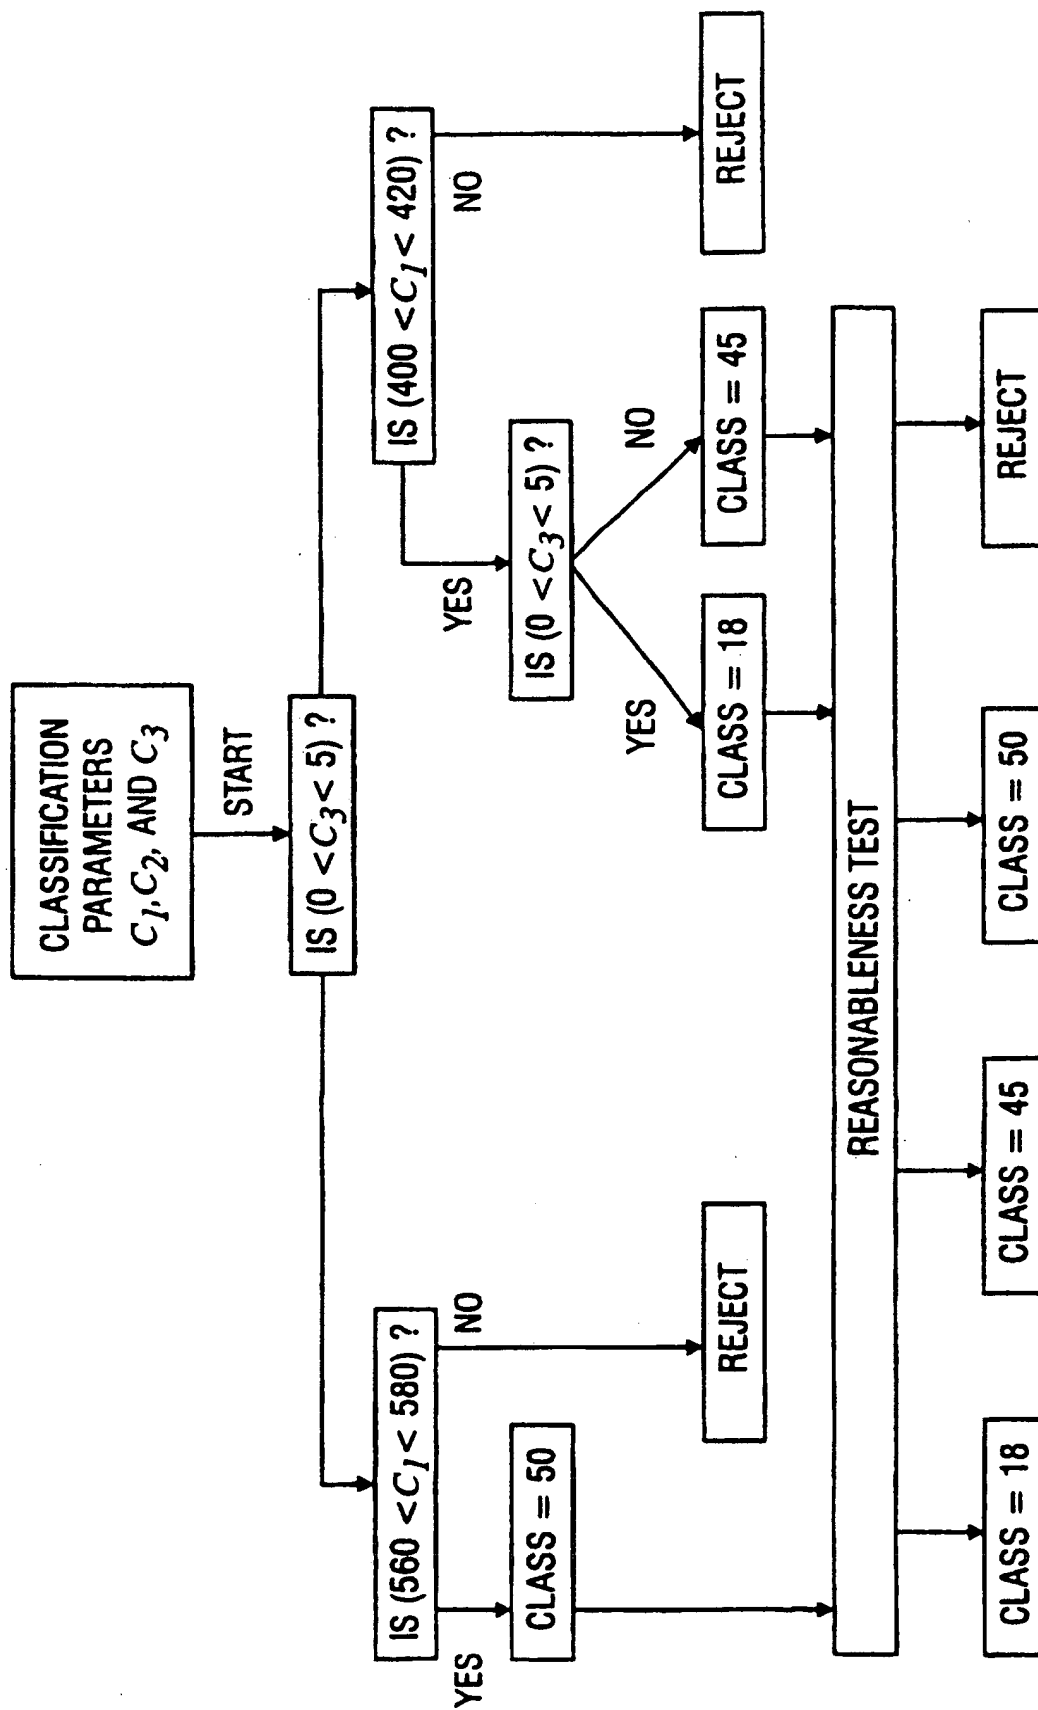 CLASSIFICATION
PARAMETERS
C1, C2, AND C3
START
IS (0 < C3 < 5) ?
IS (560 < C1 < 580) ?
IS (400 < C1 < 420) ?
YES
NO
YES
NO
CLASS = 50
IS (0 < C3 < 5) ?
YES
NO
REJECT
CLASS = 18
CLASS = 45
REJECT
REASONABLENESS TEST
CLASS = 18
CLASS = 45
CLASS = 50
REJECT